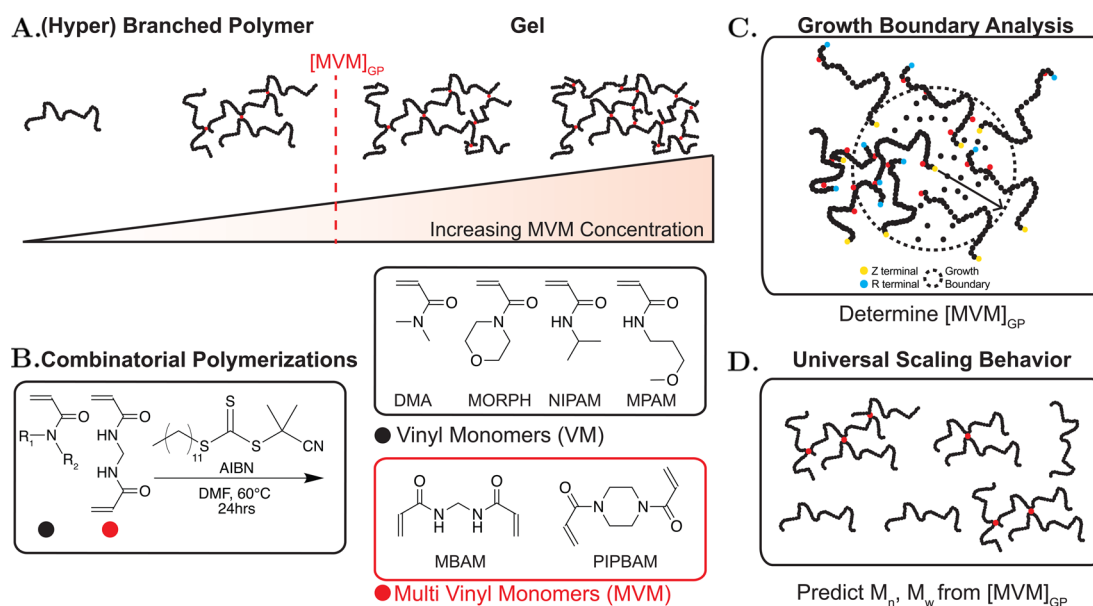 A. (Hyper) Branched Polymer
Gel
[MVM]GP
Increasing MVM Concentration
B. Combinatorial Polymerizations
O
R1
N
R2
O
HN
HN
O
S
11
S
S
CN
AIBN
DMF, 60°C
24hrs
O
N
DMA
O
N
O
MORPH
O
HN
NIPAM
O
HN
O
MPAM
Vinyl Monomers (VM)
O
N
H
N
H
O
MBAM
O
N
N
O
PIPBAM
Multi Vinyl Monomers (MVM)
C. Growth Boundary Analysis
Z terminal
R terminal
Growth
Boundary
Determine [MVM]GP
D. Universal Scaling Behavior
Predict Mn, Mw from [MVM]GP